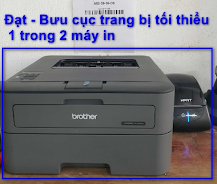 Đạt - Bưu cục trang bị tối thiểu
1 trong 2 máy in
brother